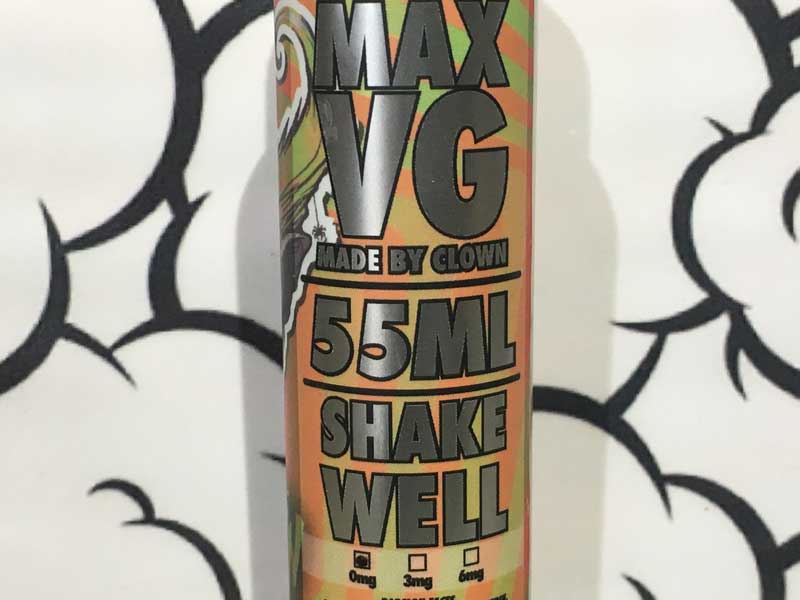 MAX
VG
MADE BY CLOWN
55ML
SHAKE
WELL
0mg 3mg 6mg